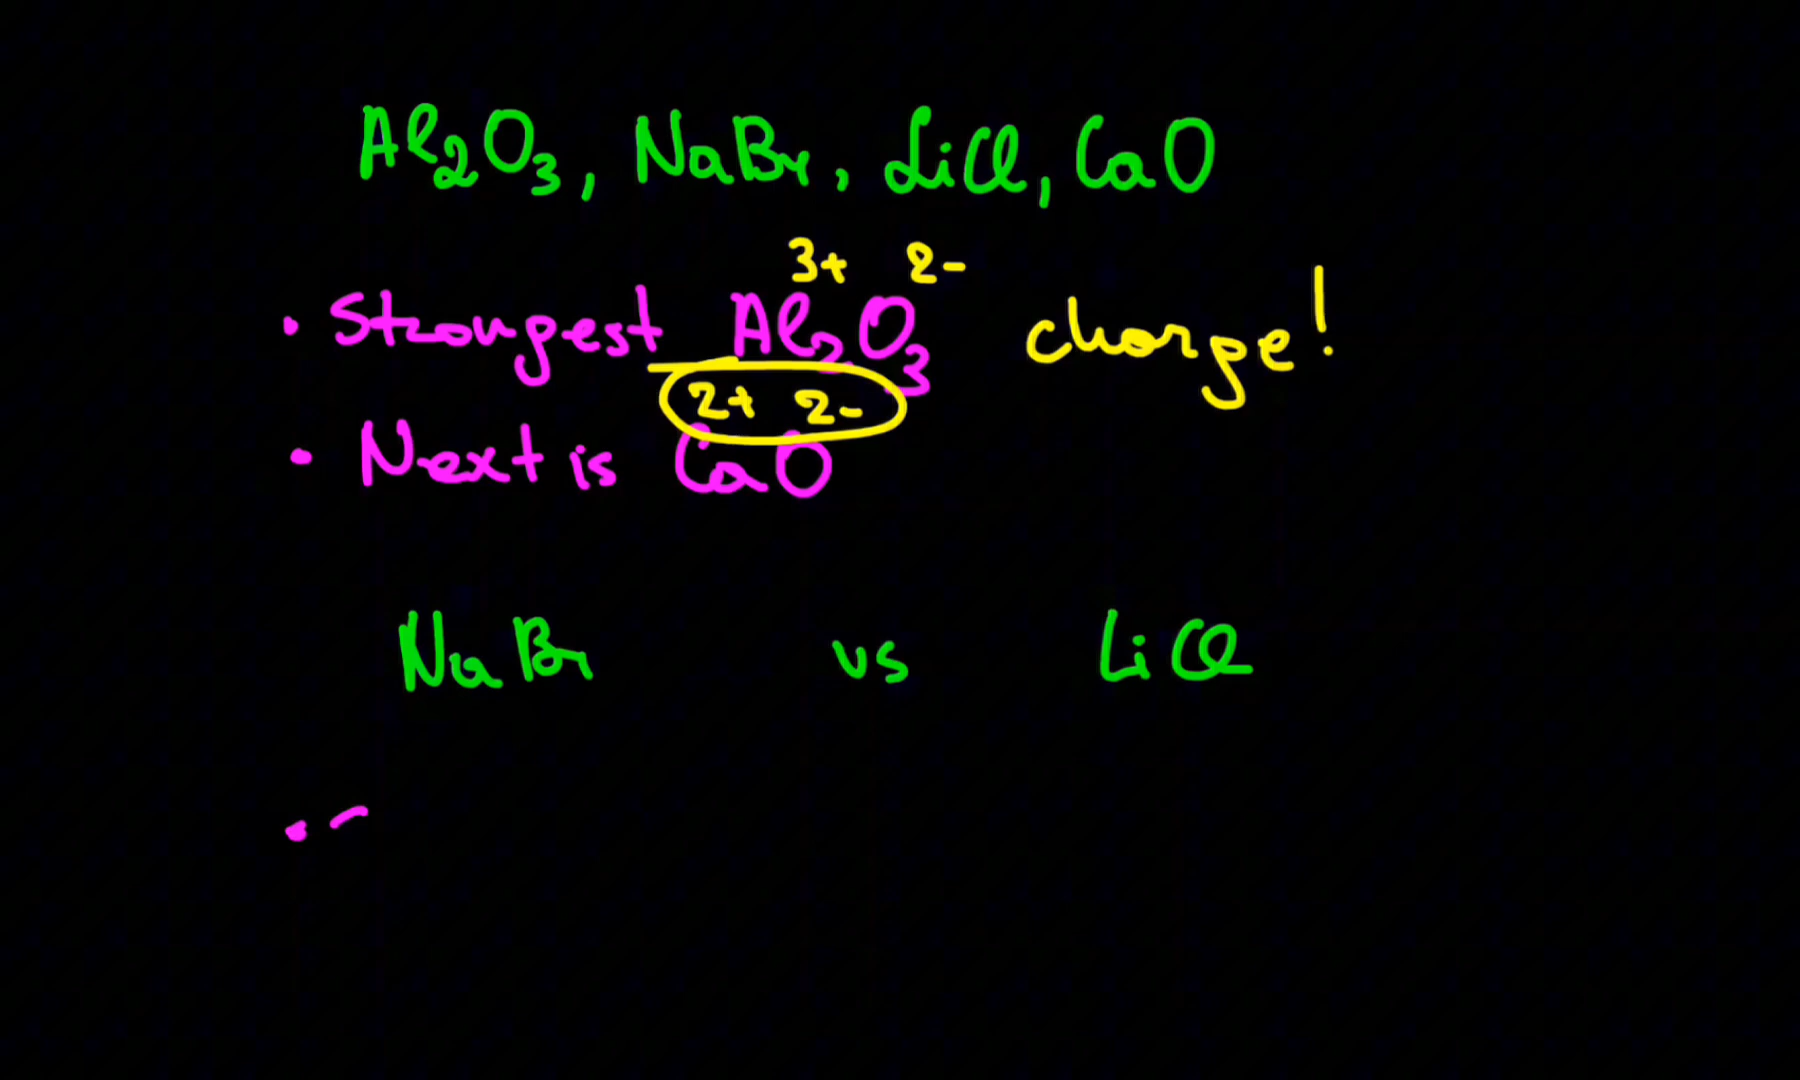 Al₂O₃, NaBr, LiCl, CaO
3+ 2-
• Strongest Al₂O₃ charge!
2+ 2-
• Next is CaO
NaBr vs LiCl
•